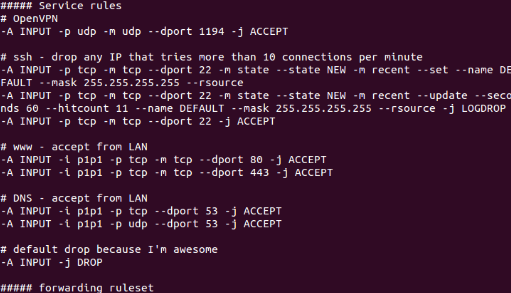 ##### Service rules
# OpenVPN
-A INPUT -p udp -m udp --dport 1194 -j ACCEPT
# ssh - drop any IP that tries more than 10 connections per minute
-A INPUT -p tcp -m tcp --dport 22 -m state --state NEW -m recent --set --name DE
FAULT --mask 255.255.255.255 --rsource
-A INPUT -p tcp -m tcp --dport 22 -m state --state NEW -m recent --update --seco
nds 60 --hitcount 11 --name DEFAULT --mask 255.255.255.255 --rsource -j LOGDROP
-A INPUT -p tcp -m tcp --dport 22 -j ACCEPT
# www - accept from LAN
-A INPUT -i p1p1 -p tcp -m tcp --dport 80 -j ACCEPT
-A INPUT -i p1p1 -p tcp -m tcp --dport 443 -j ACCEPT
# DNS - accept from LAN
-A INPUT -i p1p1 -p tcp --dport 53 -j ACCEPT
-A INPUT -i p1p1 -p udp --dport 53 -j ACCEPT
# default drop because I'm awesome
-A INPUT -j DROP
##### forwarding ruleset